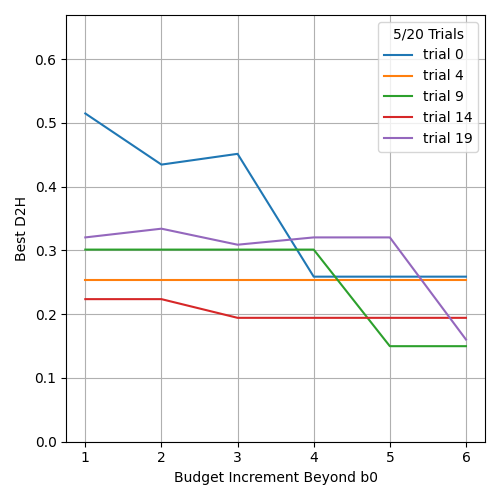 5/20 Trials
trial 0
trial 4
trial 9
trial 14
trial 19
Best D2H
0.6
0.5
0.4
0.3
0.2
0.1
0.0
1 2 3 4 5 6
Budget Increment Beyond b0